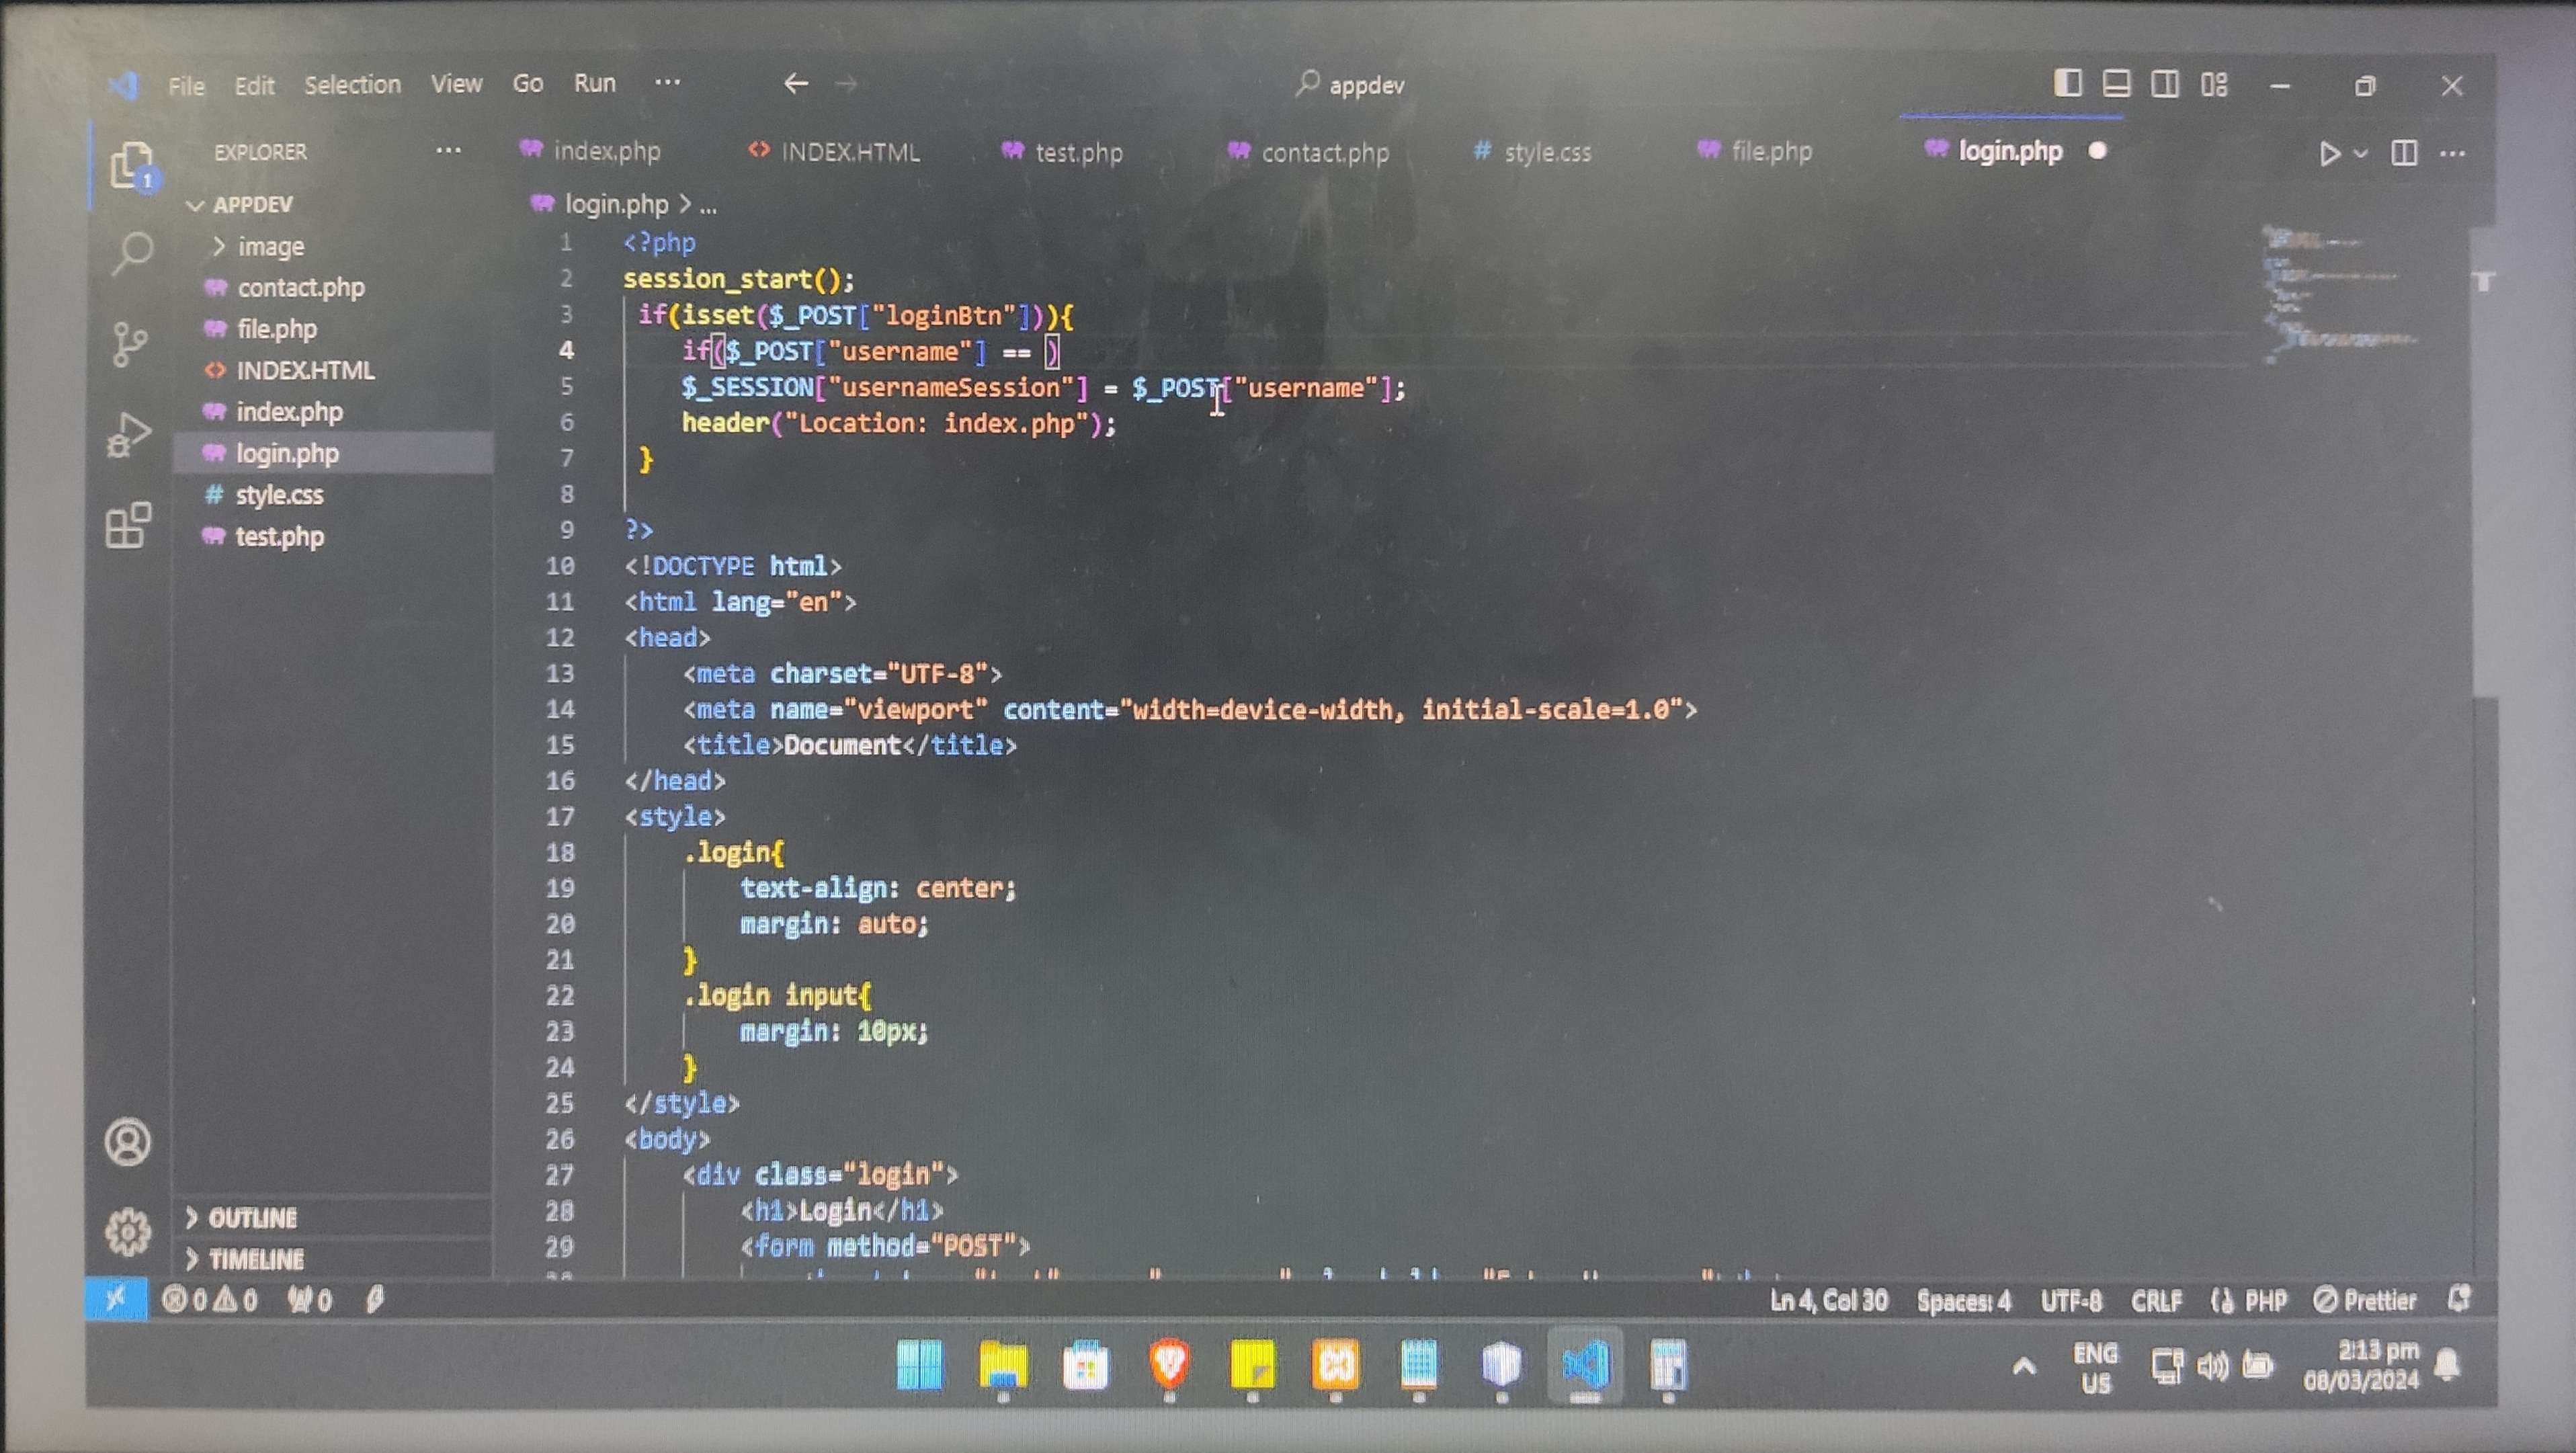 File Edit Selection View Go Run ... appdev
EXPLORER ...
index.php INDEX.HTML test.php contact.php style.css file.php login.php ...
APPDEV
image
contact.php
file.php
INDEX.HTML
index.php
login.php
style.css
test.php
OUTLINE
TIMELINE
1
login.php > ...
1 <?php
2 session_start();
3 if(isset($_POST["loginBtn"])){
4 if($_POST["username"] == )
5 $_SESSION["usernameSession"] = $_POST["username"];
6 header("Location: index.php");
7 }
8
9 ?>
10 <!DOCTYPE html>
11 <html lang="en">
12 <head>
13 <meta charset="UTF-8">
14 <meta name="viewport" content="width=device-width, initial-scale=1.0">
15 <title>Document</title>
16 </head>
17 <style>
18 .login{
19 text-align: center;
20 margin: auto;
21 }
22 .login input{
23 margin: 10px;
24 }
25 </style>
26 <body>
27 <div class="login">
28 <h1>Login</h1>
29 <form method="POST">
0 0 0 Ln 4, Col 30 Spaces: 4 UTF-8 CRLF PHP Prettier
ENG
US
2:13 pm
08/03/2024